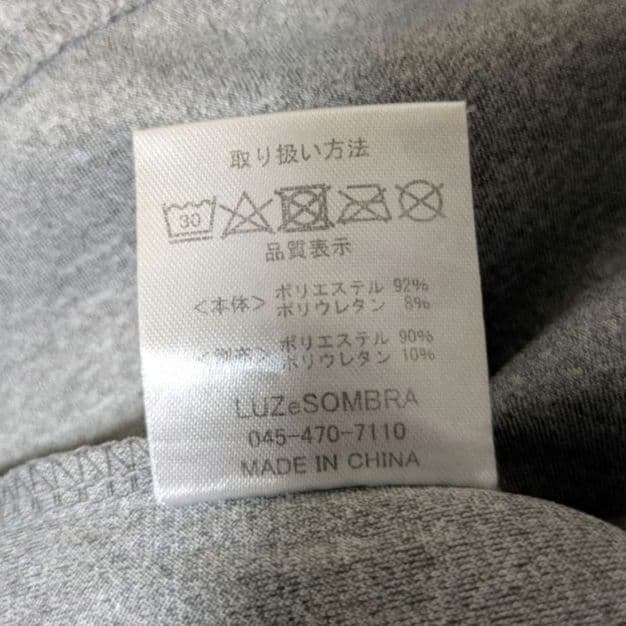 取り扱い方法
30
品質表示
<本体> ポリエステル 92%
ポリウレタン 8%
<別布> ポリエステル 90%
ポリウレタン 10%
LUZeSOMBRA
045-470-7110
MADE IN CHINA